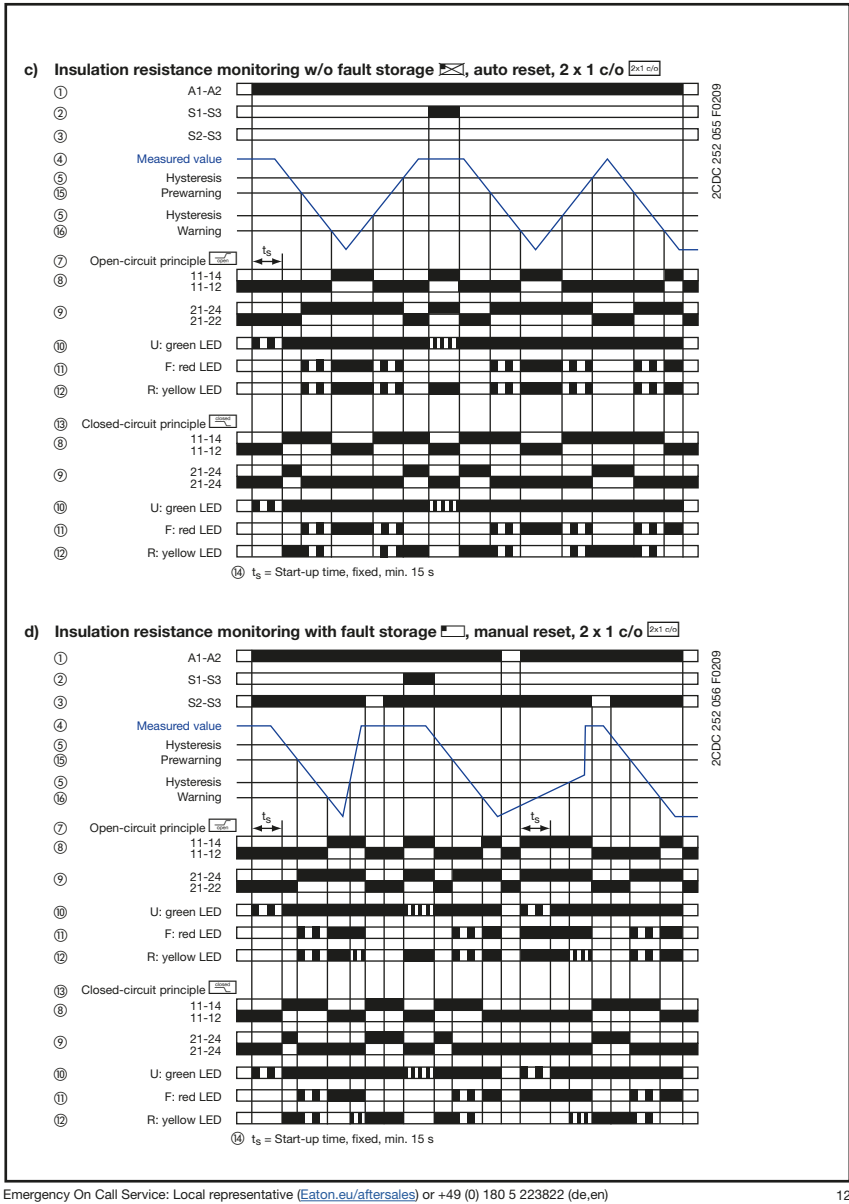 c) Insulation resistance monitoring w/o fault storage, auto reset, 2 x 1 c/o 2x1 c/o
① A1-A2
② S1-S3
③ S2-S3
④ Measured value
⑤ Hysteresis
⑮ Prewarning
⑤ Hysteresis
⑯ Warning
2CDC 252 055 F0209
⑦ Open-circuit principle open ts
⑧ 11-14
11-12
⑨ 21-24
21-22
⑩ U: green LED
⑪ F: red LED
⑫ R: yellow LED
⑬ Closed-circuit principle closed
⑧ 11-14
11-12
⑨ 21-24
21-24
⑩ U: green LED
⑪ F: red LED
⑫ R: yellow LED
⑭ ts = Start-up time, fixed, min. 15 s
d) Insulation resistance monitoring with fault storage, manual reset, 2 x 1 c/o 2x1 c/o
① A1-A2
② S1-S3
③ S2-S3
④ Measured value
⑤ Hysteresis
⑮ Prewarning
⑤ Hysteresis
⑯ Warning
2CDC 252 056 F0209
⑦ Open-circuit principle open ts ts
⑧ 11-14
11-12
⑨ 21-24
21-22
⑩ U: green LED
⑪ F: red LED
⑫ R: yellow LED
⑬ Closed-circuit principle closed
⑧ 11-14
11-12
⑨ 21-24
21-24
⑩ U: green LED
⑪ F: red LED
⑫ R: yellow LED
⑭ ts = Start-up time, fixed, min. 15 s
Emergency On Call Service: Local representative (Eaton.eu/aftersales) or +49 (0) 180 5 223822 (de,en) 12